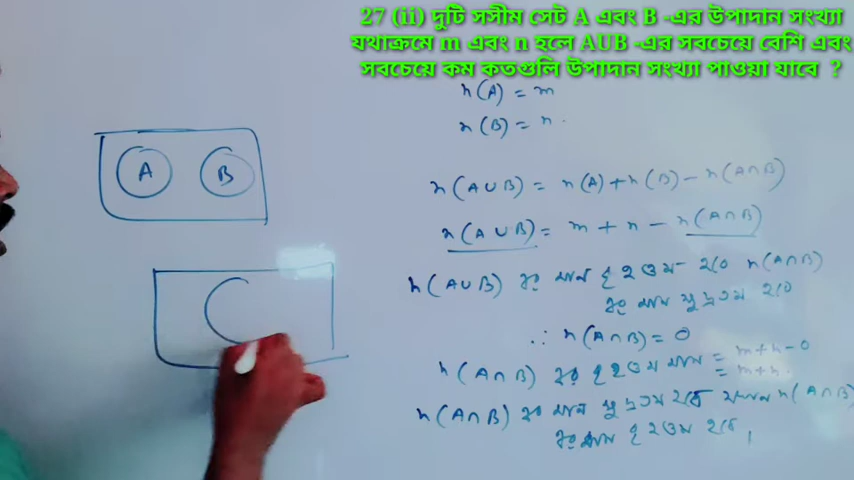 27 (ii) দুটি সসীম সেট A এবং B -এর উপাদান সংখ্যা
যথাক্রমে m এবং n হলে AUB -এর সবচেয়ে বেশি এবং
সবচেয়ে কম কতগুলি উপাদান সংখ্যা পাওয়া যাবে ?
n(A) = m
n(B) = n
A B
n(A∪B) = n(A)+n(B)-n(A∩B)
n(A∪B) = m + n - n(A∩B)
n(A∪B) এর মান বৃহত্তম হবে n(A∩B)
এর মান ক্ষুদ্রতম হবে
∴ n(A∩B) = 0
n(A∩B) এর বৃহত্তম মান = m+n-0
= m+n.
n(A∩B) এর মান ক্ষুদ্রতম হবে যখন n(A∩B)
এর মান বৃহত্তম হবে।